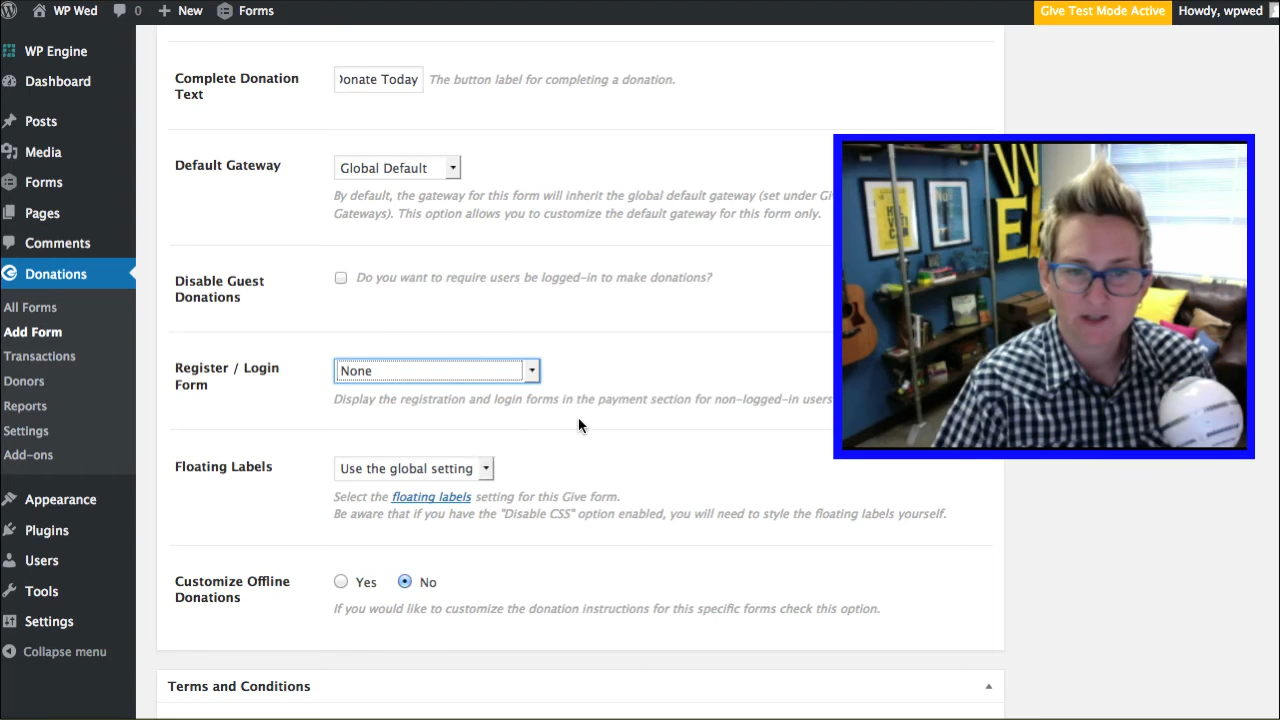 WP Wed
0
New
Forms
Give Test Mode Active
Howdy, wpwed
WP Engine
Dashboard
Posts
Media
Forms
Pages
Comments
Donations
All Forms
Add Form
Transactions
Donors
Reports
Settings
Add-ons
Appearance
Plugins
Users
Tools
Settings
Collapse menu
Complete Donation
Text
Donate Today
The button label for completing a donation.
Default Gateway
Global Default
By default, the gateway for this form will inherit the global default gateway (set under Gi
Gateways). This option allows you to customize the default gateway for this form only.
Disable Guest
Donations
Do you want to require users be logged-in to make donations?
Register / Login
Form
None
Display the registration and login forms in the payment section for non-logged-in users
Floating Labels
Use the global setting
Select the floating labels setting for this Give form.
Be aware that if you have the "Disable CSS" option enabled, you will need to style the floating labels yourself.
Customize Offline
Donations
Yes
No
If you would like to customize the donation instructions for this specific forms check this option.
Terms and Conditions
W
E